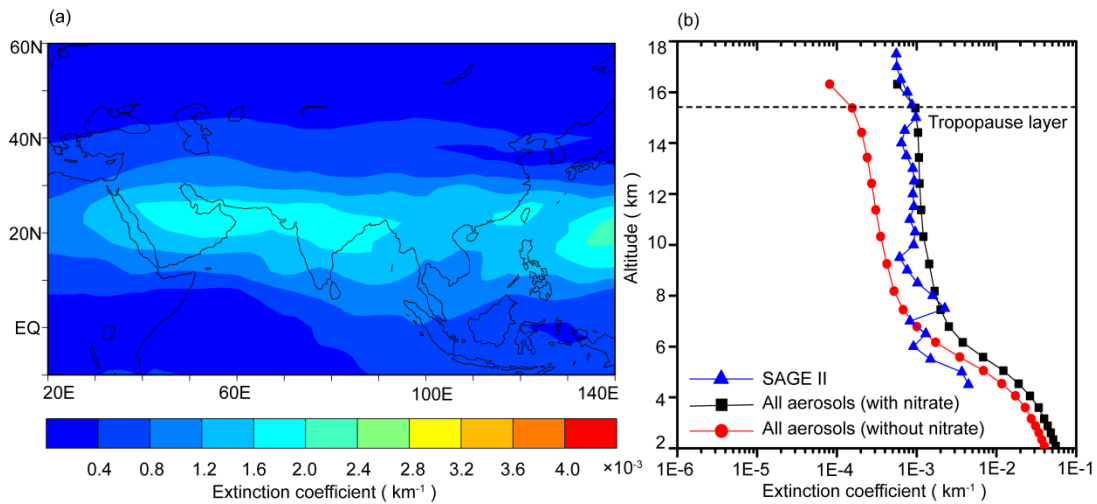 (a)
60N
40N
20N
EQ
20E 60E 100E 140E
0.4 0.8 1.2 1.6 2.0 2.4 2.8 3.2 3.6 4.0 ×10⁻³
Extinction coefficient ( km⁻¹ )
(b)
18
16
14
12
10
8
6
4
2
Altitude ( km )
Tropopause layer
SAGE II
All aerosols (with nitrate)
All aerosols (without nitrate)
1E-6 1E-5 1E-4 1E-3 1E-2 1E-1
Extinction coefficient ( km⁻¹ )